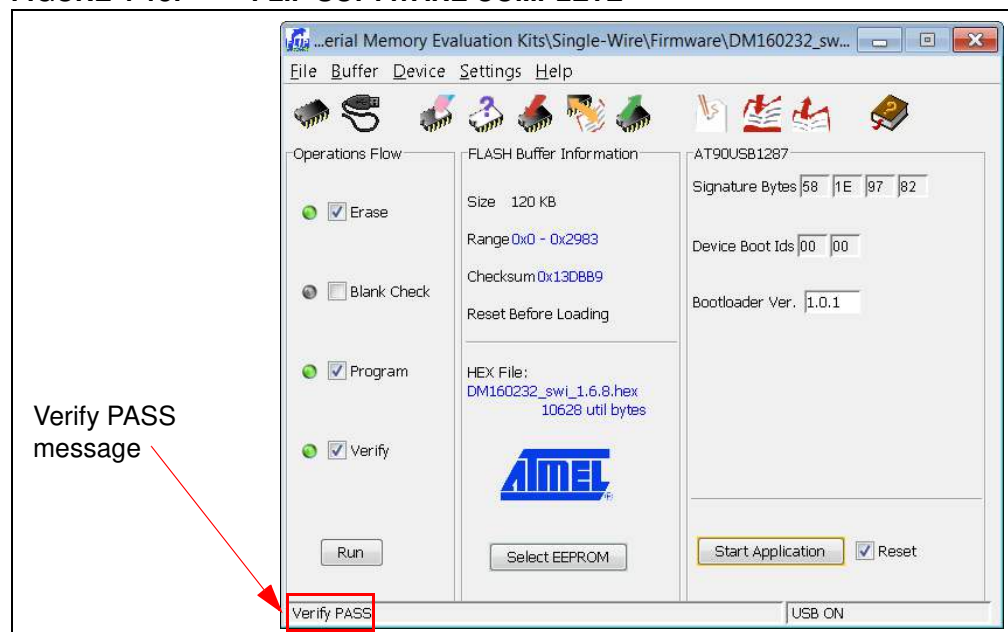 ...erial Memory Evaluation Kits\Single-Wire\Firmware\DM160232_sw...
File Buffer Device Settings Help
Operations Flow
Erase
Blank Check
Program
Verify
Run
FLASH Buffer Information
Size 120 KB
Range 0x0 - 0x2983
Checksum 0x13DBB9
Reset Before Loading
HEX File:
DM160232_swi_1.6.8.hex
10628 util bytes
ATMEL
Select EEPROM
AT90USB1287
Signature Bytes 58 1E 97 82
Device Boot Ids 00 00
Bootloader Ver. 1.0.1
Start Application Reset
Verify PASS
USB ON
Verify PASS
message